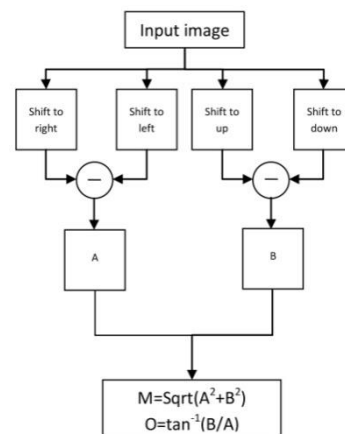 Input image
Shift to
right
Shift to
left
Shift to
up
Shift to
down
—
—
A
B
M=Sqrt(A²+B²)
O=tan⁻¹(B/A)